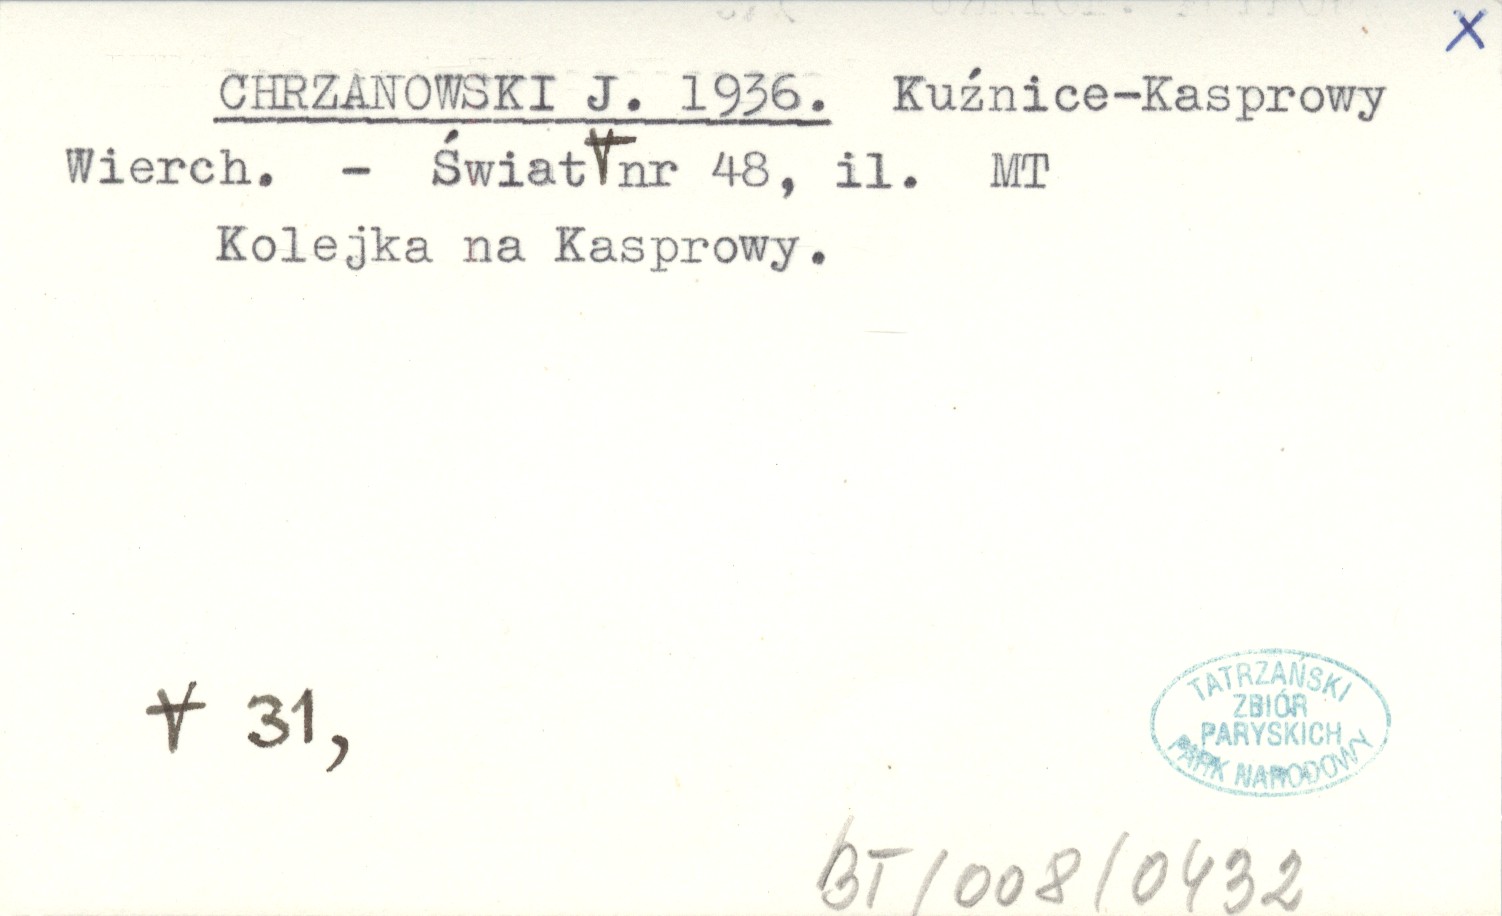 X
CHRZANOWSKI J. 1936. Kuźnice-Kasprowy
Wierch. - Świat nr 48, il. MT
Kolejka na Kasprowy.
31,
TATRZAŃSKI
ZBIÓR
PARYSKICH
PARK NARODOWY
BT/008/0432